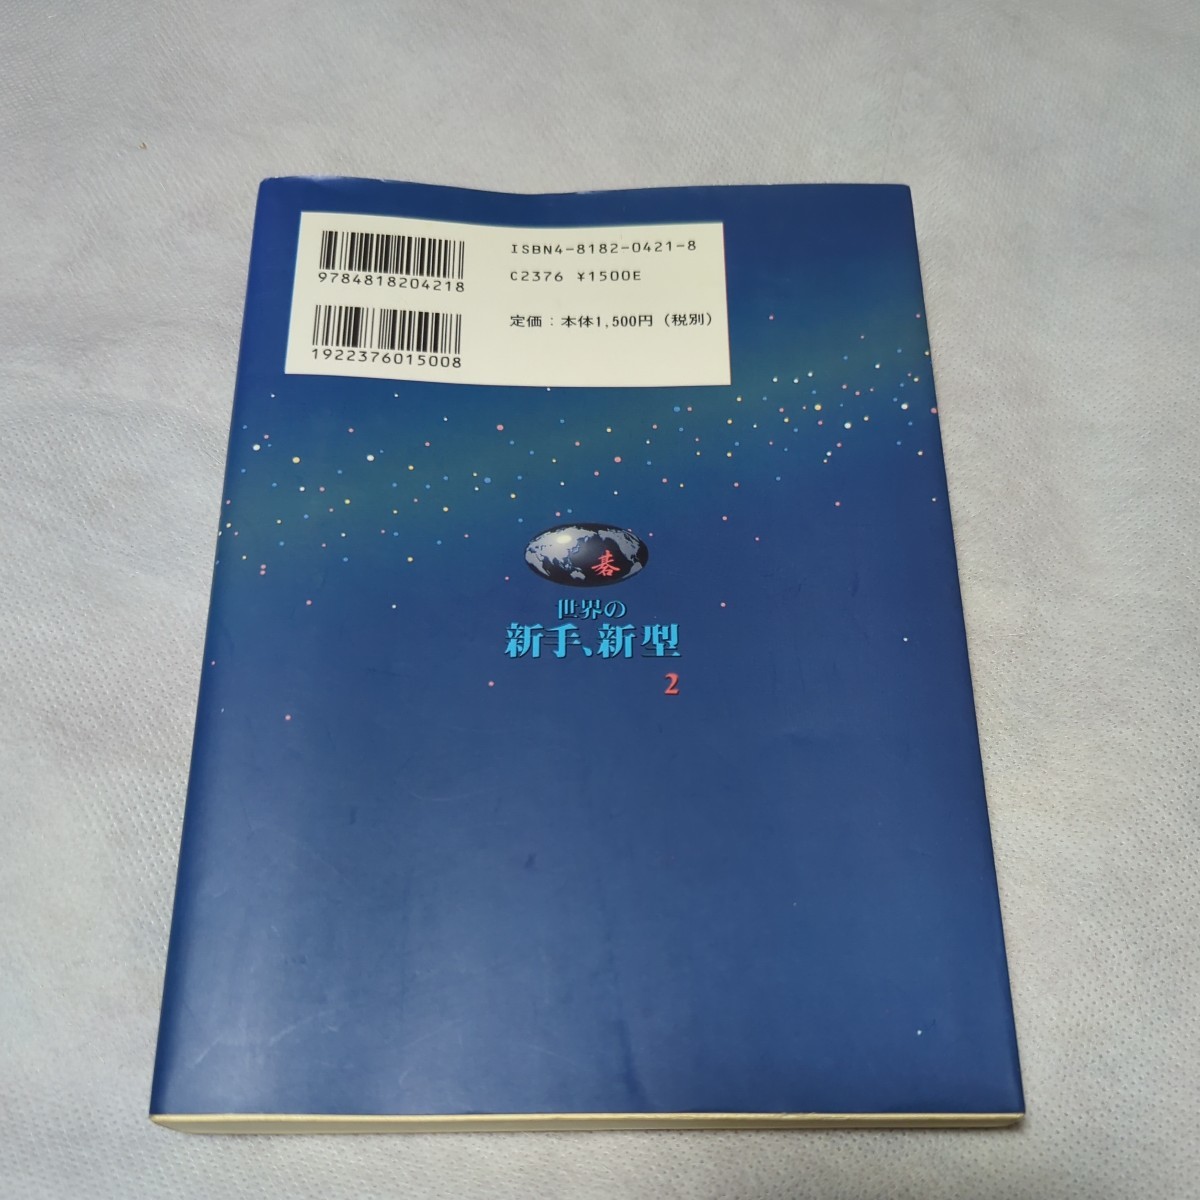 9784818204218
1922376015008
ISBN4-8182-0421-8
C2376 ¥1500E
定価：本体1,500円（税別）
碁
世界の
新手、新型
2